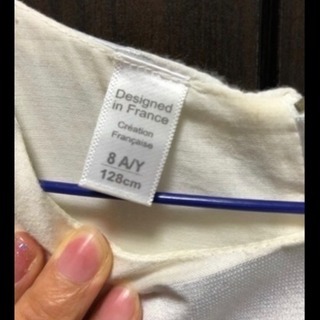 Designed
in France
Création
Française
8 A/Y
128cm